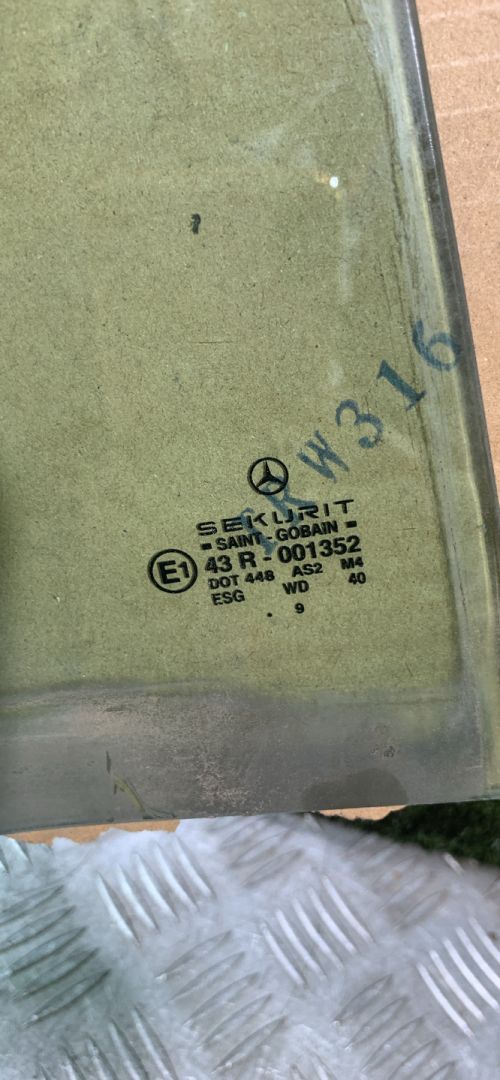 W316
SEKURIT
SAINT-GOBAIN
E1 43 R - 001352
DOT 448 AS2 M4
ESG WD 40
. 9